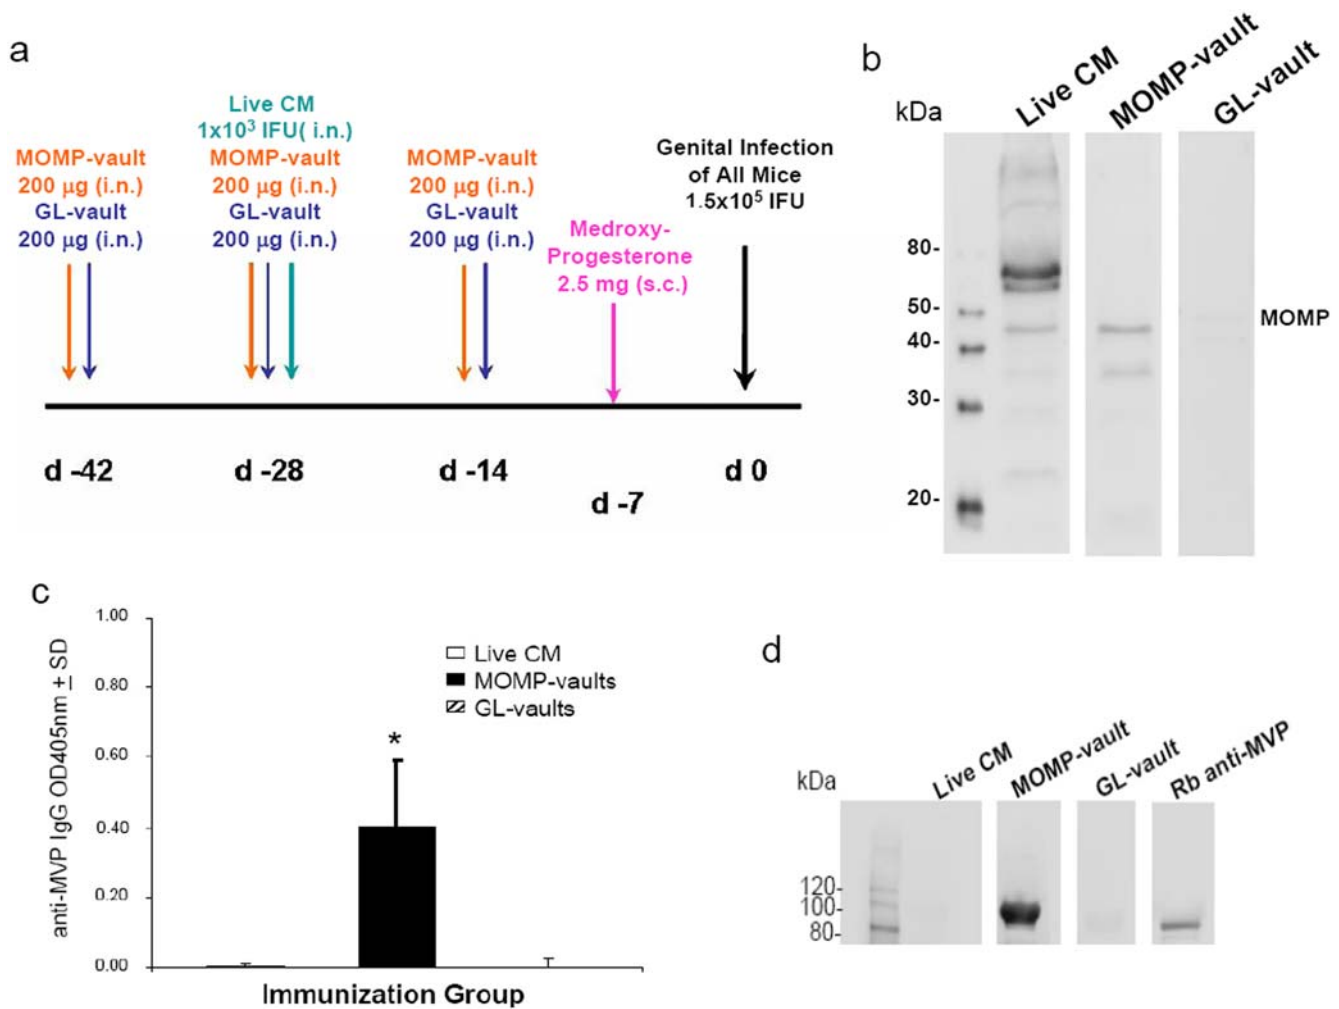 a
Live CM
1x10³ IFU( i.n.)
MOMP-vault
200 µg (i.n.)
GL-vault
200 µg (i.n.)
MOMP-vault
200 µg (i.n.)
GL-vault
200 µg (i.n.)
MOMP-vault
200 µg (i.n.)
GL-vault
200 µg (i.n.)
Medroxy-
Progesterone
2.5 mg (s.c.)
Genital Infection
of All Mice
1.5x10⁵ IFU
d -42
d -28
d -14
d -7
d 0
b
kDa
Live CM
MOMP-vault
GL-vault
80-
50-
40-
30-
20-
MOMP
c
anti-MVP IgG OD405nm ± SD
1.00
0.80
0.60
0.40
0.20
0.00
Live CM
MOMP-vaults
GL-vaults
*
Immunization Group
d
kDa
Live CM
MOMP-vault
GL-vault
Rb anti-MVP
120-
100-
80-